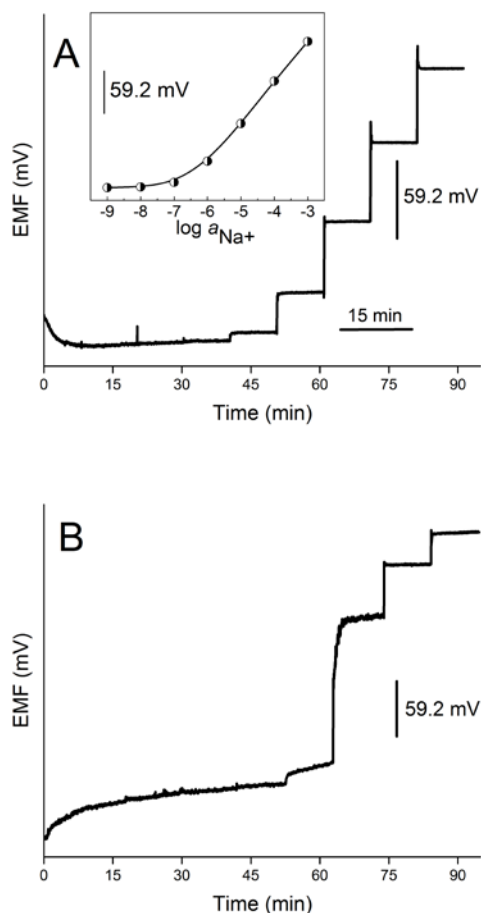 A
59.2 mV
-9 -8 -7 -6 -5 -4 -3
log aNa+
EMF (mV)
59.2 mV
15 min
0 15 30 45 60 75 90
Time (min)
B
EMF (mV)
59.2 mV
0 15 30 45 60 75 90
Time (min)